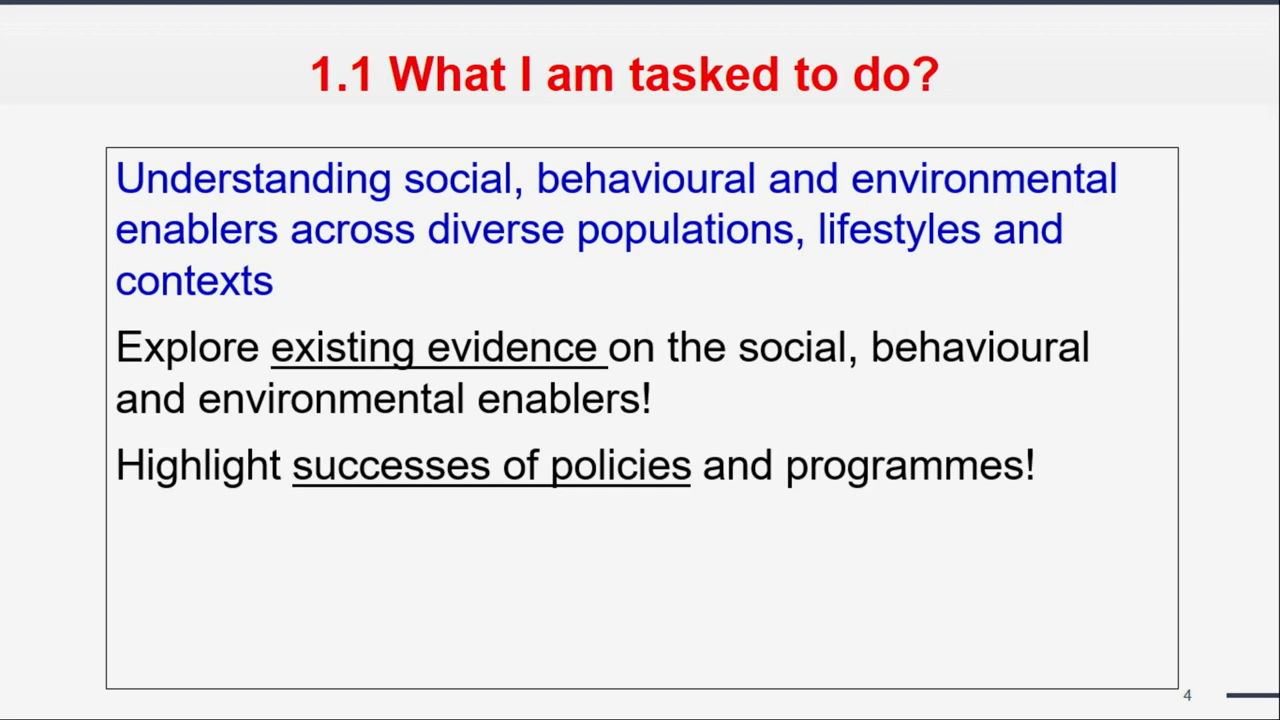 1.1 What I am tasked to do?
Understanding social, behavioural and environmental
enablers across diverse populations, lifestyles and
contexts
Explore existing evidence on the social, behavioural
and environmental enablers!
Highlight successes of policies and programmes!
4